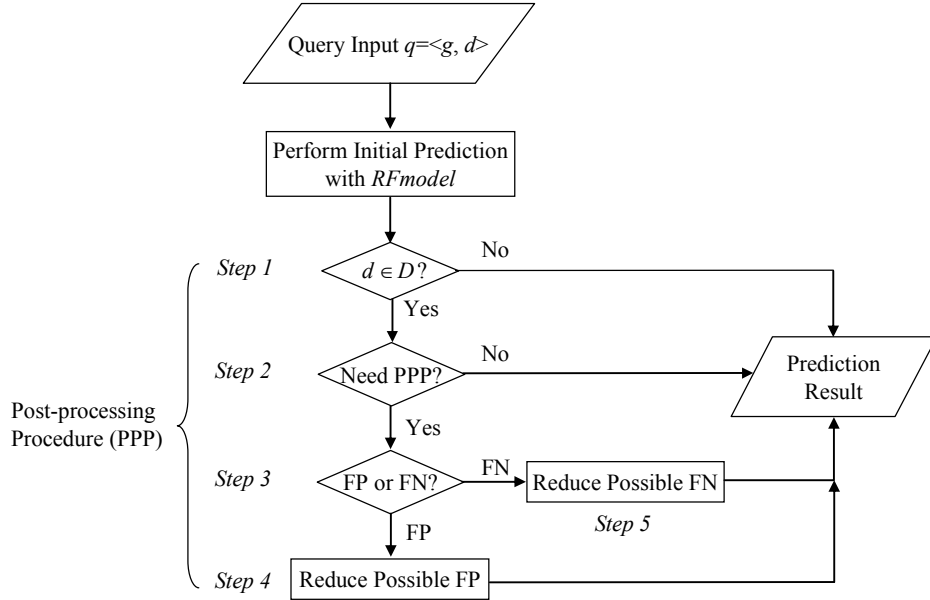 Query Input q=<g, d>
Perform Initial Prediction
with RFmodel
Step 1
d ∈ D?
No
Yes
Step 2
Need PPP?
No
Prediction
Result
Yes
Post-processing
Procedure (PPP)
Step 3
FP or FN?
FN
Reduce Possible FN
Step 5
FP
Step 4
Reduce Possible FP